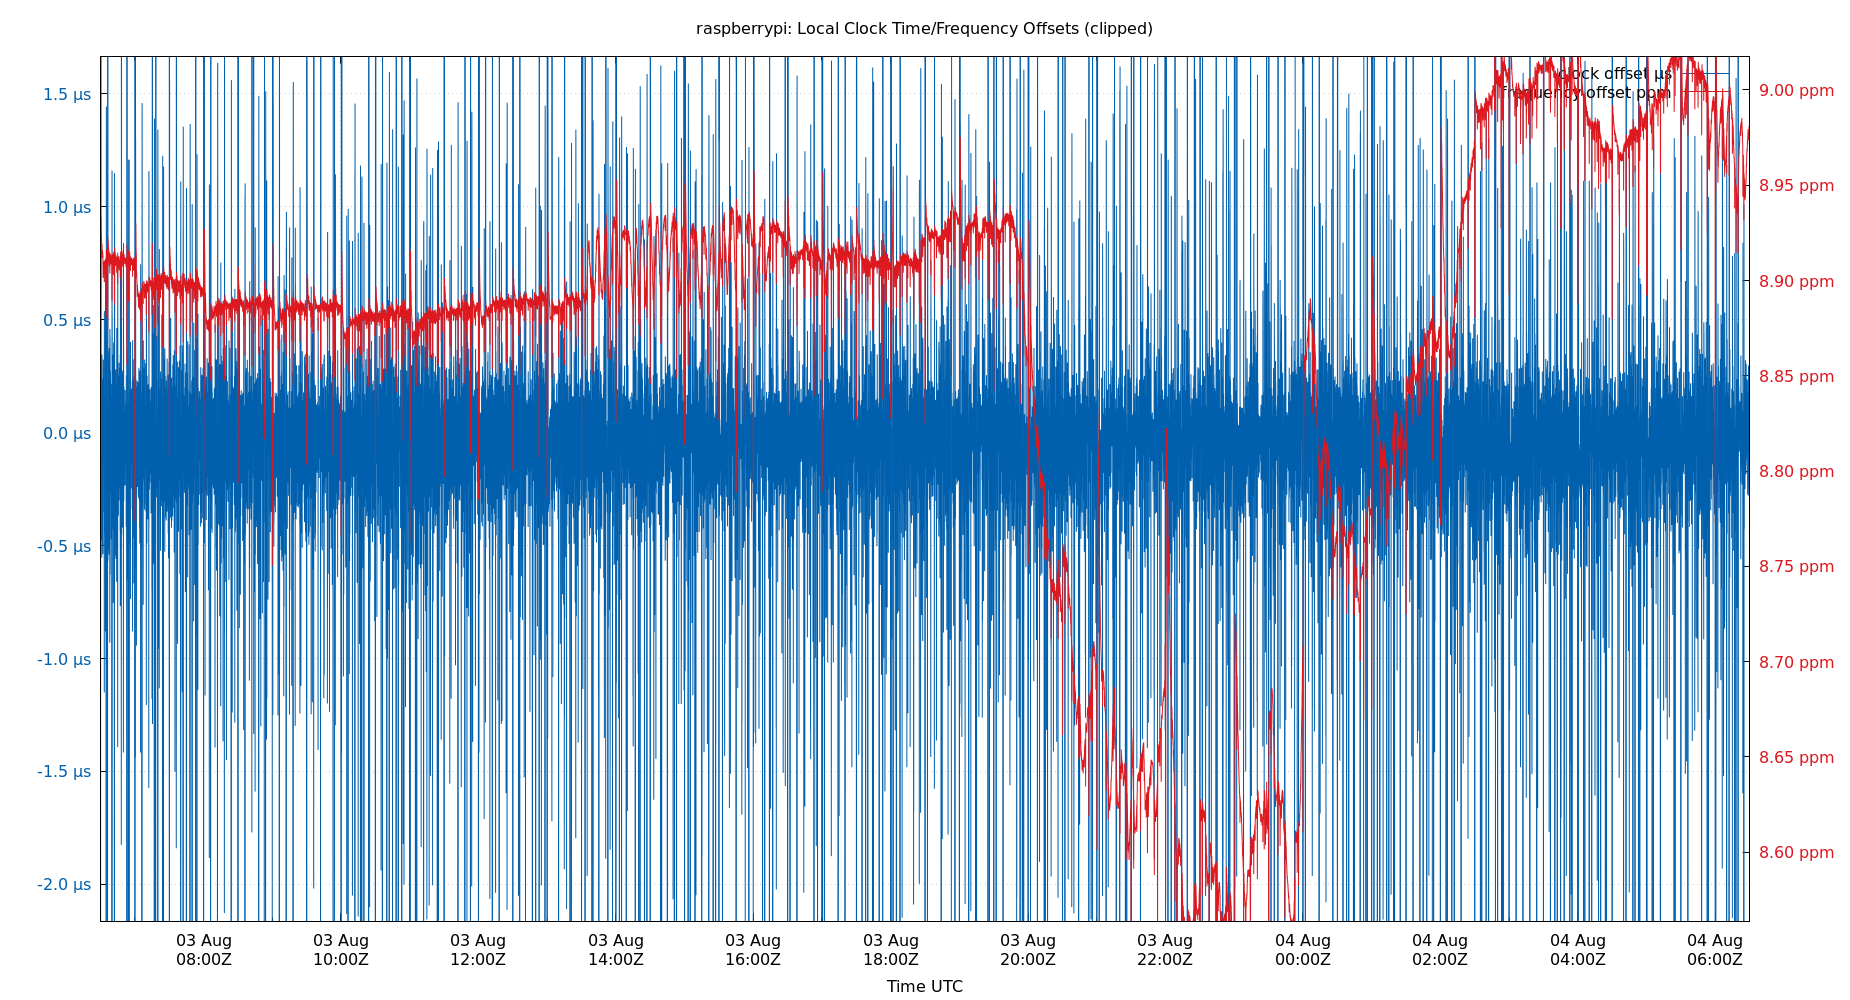 raspberrypi: Local Clock Time/Frequency Offsets (clipped)
clock offset µs
frequency offset ppm
1.5 µs
1.0 µs
0.5 µs
0.0 µs
-0.5 µs
-1.0 µs
-1.5 µs
-2.0 µs
9.00 ppm
8.95 ppm
8.90 ppm
8.85 ppm
8.80 ppm
8.75 ppm
8.70 ppm
8.65 ppm
8.60 ppm
03 Aug 03 Aug 03 Aug 03 Aug 03 Aug 03 Aug 03 Aug 03 Aug 04 Aug 04 Aug 04 Aug 04 Aug
08:00Z 10:00Z 12:00Z 14:00Z 16:00Z 18:00Z 20:00Z 22:00Z 00:00Z 02:00Z 04:00Z 06:00Z
Time UTC